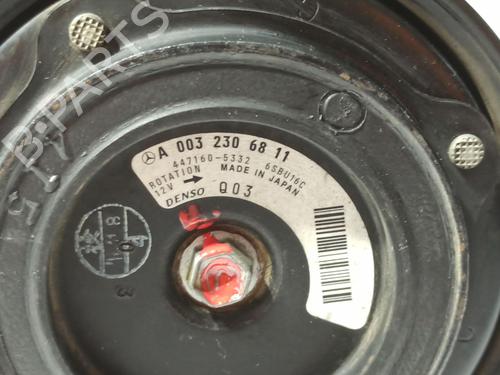 B-PARTS
A 003 230 68 11
447160-5332 6SBU16C
ROTATION → MADE IN JAPAN
12V DENSO Q03